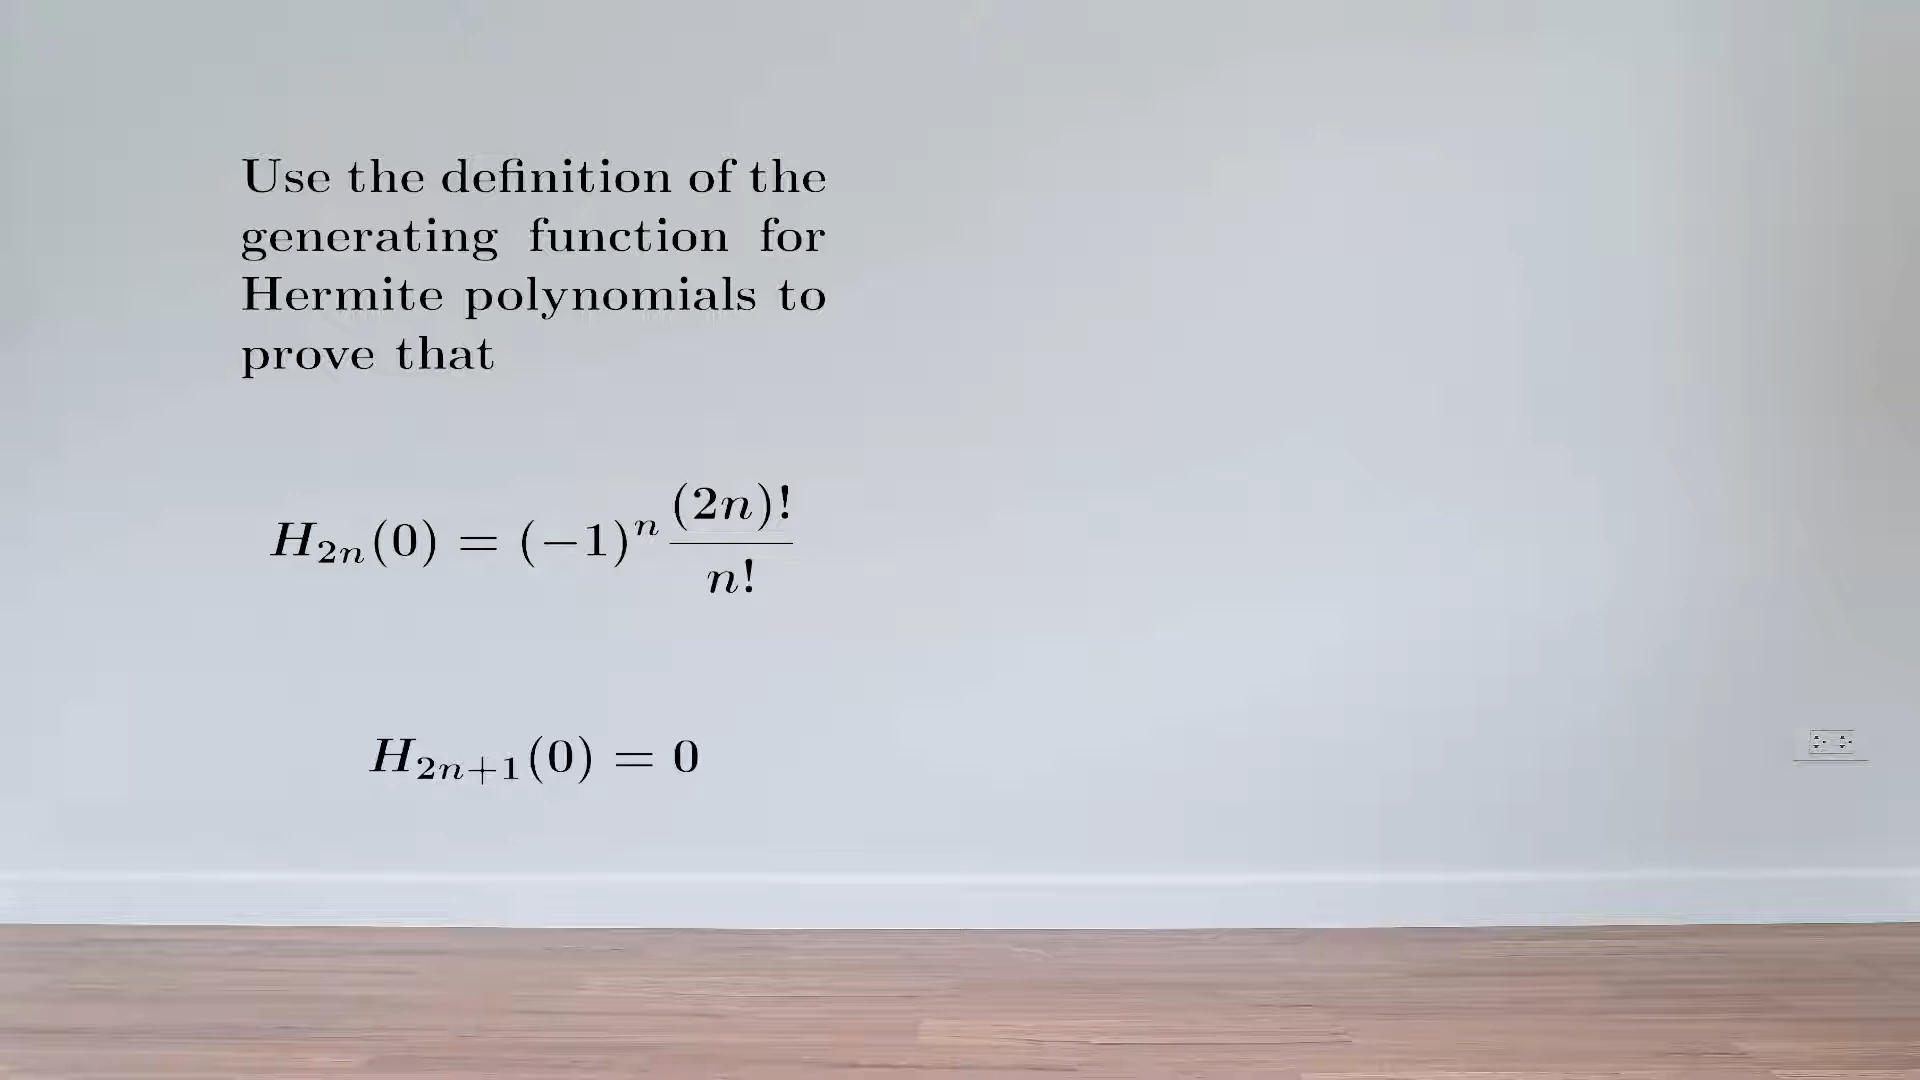 Use the definition of the
generating function for
Hermite polynomials to
prove that
H_{2n}(0) = (-1)^n \frac{(2n)!}{n!}
H_{2n+1}(0) = 0